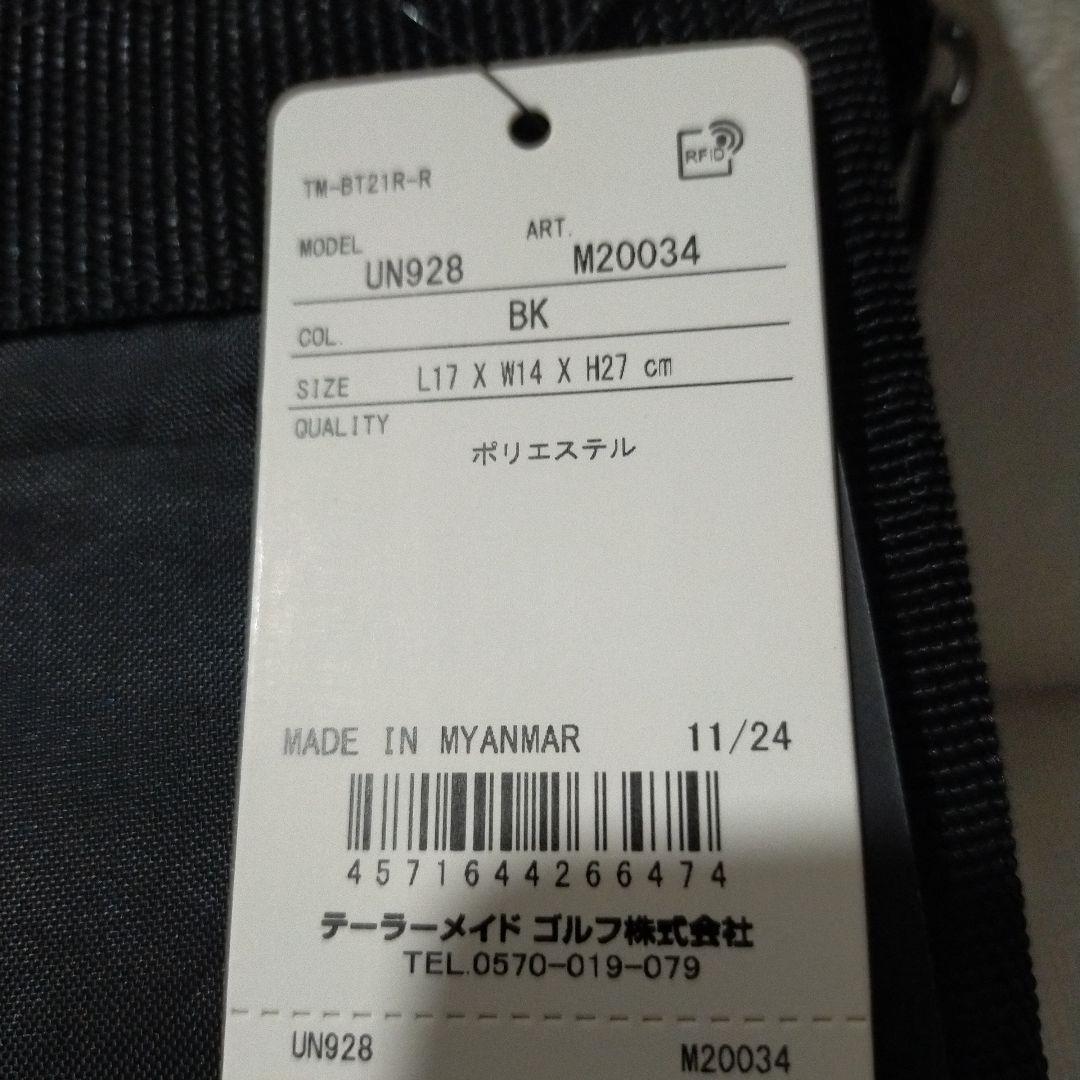 RFID
TM-BT21R-R
MODEL UN928 ART. M20034
COL. BK
SIZE L17 X W14 X H27 cm
QUALITY
ポリエステル
MADE IN MYANMAR 11/24
4571644266474
テーラーメイド ゴルフ株式会社
TEL.0570-019-079
UN928 M20034